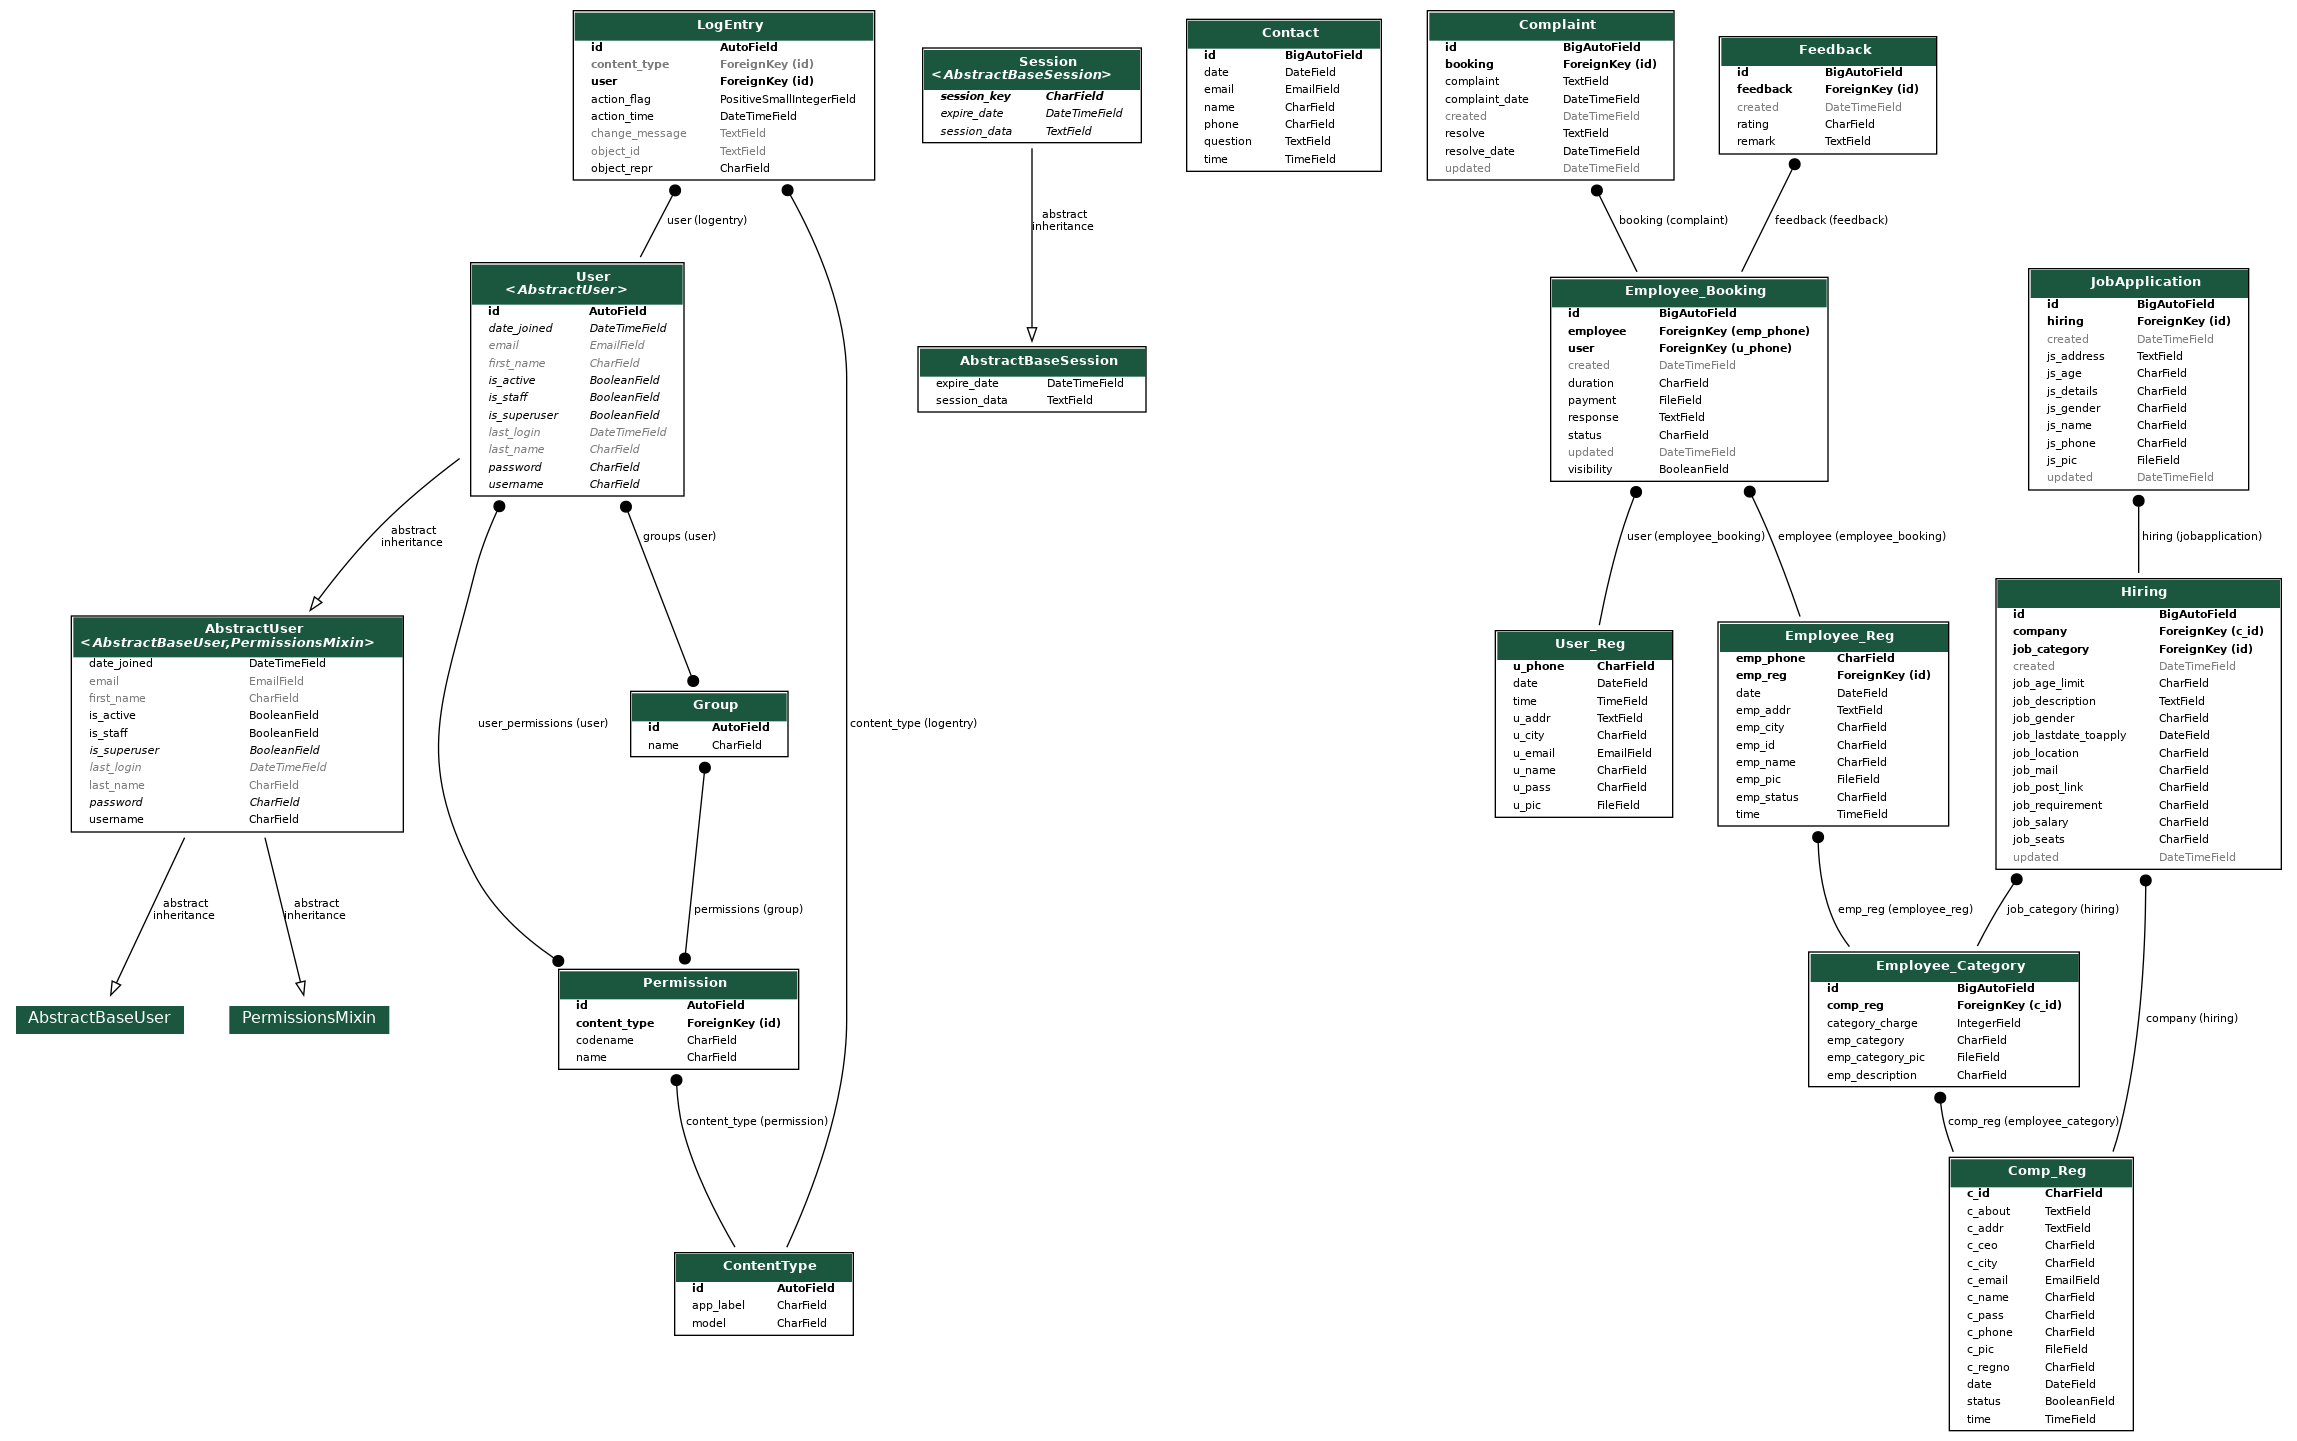 LogEntry
id AutoField
content_type ForeignKey (id)
user ForeignKey (id)
action_flag PositiveSmallIntegerField
action_time DateTimeField
change_message TextField
object_id TextField
object_repr CharField
Session
<AbstractBaseSession>
session_key CharField
expire_date DateTimeField
session_data TextField
Contact
id BigAutoField
date DateField
email EmailField
name CharField
phone CharField
question TextField
time TimeField
Complaint
id BigAutoField
booking ForeignKey (id)
complaint TextField
complaint_date DateTimeField
created DateTimeField
resolve TextField
resolve_date DateTimeField
updated DateTimeField
Feedback
id BigAutoField
feedback ForeignKey (id)
created DateTimeField
rating CharField
remark TextField
user (logentry)
abstract
inheritance
booking (complaint)
feedback (feedback)
User
<AbstractUser>
id AutoField
date_joined DateTimeField
email EmailField
first_name CharField
is_active BooleanField
is_staff BooleanField
is_superuser BooleanField
last_login DateTimeField
last_name CharField
password CharField
username CharField
AbstractBaseSession
expire_date DateTimeField
session_data TextField
Employee_Booking
id BigAutoField
employee ForeignKey (emp_phone)
user ForeignKey (u_phone)
created DateTimeField
duration CharField
payment FileField
response TextField
status CharField
updated DateTimeField
visibility BooleanField
JobApplication
id BigAutoField
hiring ForeignKey (id)
created DateTimeField
js_address TextField
js_age CharField
js_details CharField
js_gender CharField
js_name CharField
js_phone CharField
js_pic FileField
updated DateTimeField
abstract
inheritance
groups (user)
user (employee_booking)
employee (employee_booking)
hiring (jobapplication)
AbstractUser
<AbstractBaseUser,PermissionsMixin>
date_joined DateTimeField
email EmailField
first_name CharField
is_active BooleanField
is_staff BooleanField
is_superuser BooleanField
last_login DateTimeField
last_name CharField
password CharField
username CharField
user_permissions (user)
Group
id AutoField
name CharField
content_type (logentry)
User_Reg
u_phone CharField
date DateField
time TimeField
u_addr TextField
u_city CharField
u_email EmailField
u_name CharField
u_pass CharField
u_pic FileField
Employee_Reg
emp_phone CharField
emp_reg ForeignKey (id)
date DateField
emp_addr TextField
emp_city CharField
emp_id CharField
emp_name CharField
emp_pic FileField
emp_status CharField
time TimeField
Hiring
id BigAutoField
company ForeignKey (c_id)
job_category ForeignKey (id)
created DateTimeField
job_age_limit CharField
job_description TextField
job_gender CharField
job_lastdate_toapply DateField
job_location CharField
job_mail CharField
job_post_link CharField
job_requirement CharField
job_salary CharField
job_seats CharField
updated DateTimeField
abstract
inheritance
abstract
inheritance
permissions (group)
emp_reg (employee_reg)
job_category (hiring)
AbstractBaseUser
PermissionsMixin
Permission
id AutoField
content_type ForeignKey (id)
codename CharField
name CharField
Employee_Category
id BigAutoField
comp_reg ForeignKey (c_id)
category_charge IntegerField
emp_category CharField
emp_category_pic FileField
emp_description CharField
company (hiring)
content_type (permission)
comp_reg (employee_category)
ContentType
id AutoField
app_label CharField
model CharField
Comp_Reg
c_id CharField
c_about TextField
c_addr TextField
c_ceo CharField
c_city CharField
c_email EmailField
c_name CharField
c_pass CharField
c_phone CharField
c_pic FileField
c_regno CharField
date DateField
status BooleanField
time TimeField